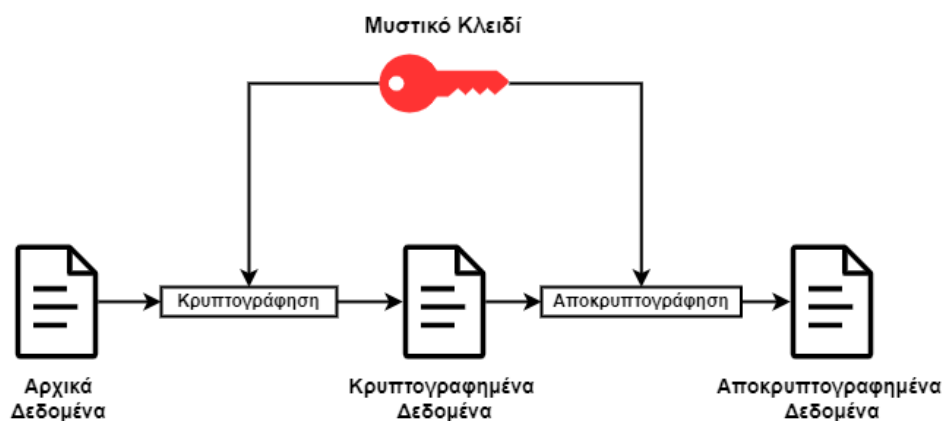 Μυστικό Κλειδί
Κρυπτογράφηση
Αποκρυπτογράφηση
Αρχικά
Δεδομένα
Κρυπτογραφημένα
Δεδομένα
Αποκρυπτογραφημένα
Δεδομένα